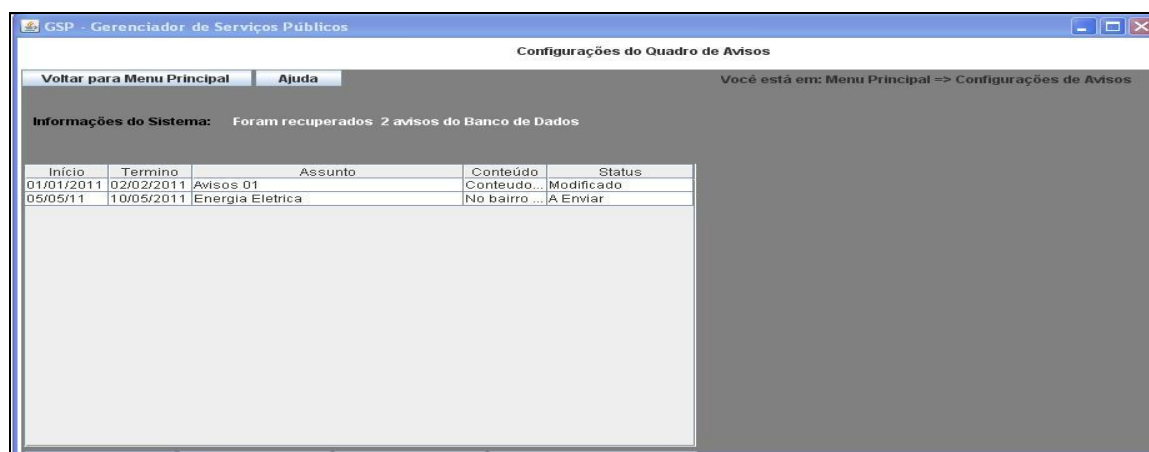 GSP - Gerenciador de Serviços Públicos
Configurações do Quadro de Avisos
Voltar para Menu Principal Ajuda Você está em: Menu Principal => Configurações de Avisos
Informações do Sistema: Foram recuperados 2 avisos do Banco de Dados
Início Termino Assunto Conteúdo Status
01/01/2011 02/02/2011 Avisos 01 Conteudo... Modificado
05/05/11 10/05/2011 Energia Eletrica No bairro ... A Enviar